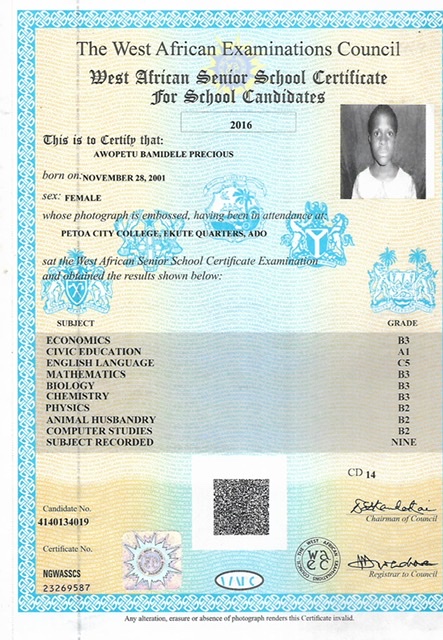 The West African Examinations Council
West African Senior School Certificate
For School Candidates
2016
This is to Certify that:
AWOPETU BAMIDELE PRECIOUS
born on: NOVEMBER 28, 2001
sex: FEMALE
whose photograph is embossed, having been in attendance at:
PETOA CITY COLLEGE, EKUTE QUARTERS, ADO
sat the West African Senior School Certificate Examination
and obtained the results shown below:
SUBJECT GRADE
ECONOMICS B3
CIVIC EDUCATION A1
ENGLISH LANGUAGE C5
MATHEMATICS B3
BIOLOGY B3
CHEMISTRY B3
PHYSICS B2
ANIMAL HUSBANDRY B2
COMPUTER STUDIES B2
SUBJECT RECORDED NINE
CD 14
Candidate No.
4140134019
Chairman of Council
Certificate No.
NGWASSCS
23269587
THE WEST AFRICAN EXAMINATIONS COUNCIL
waec
Registrar to Council
Any alteration, erasure or absence of photograph renders this Certificate invalid.